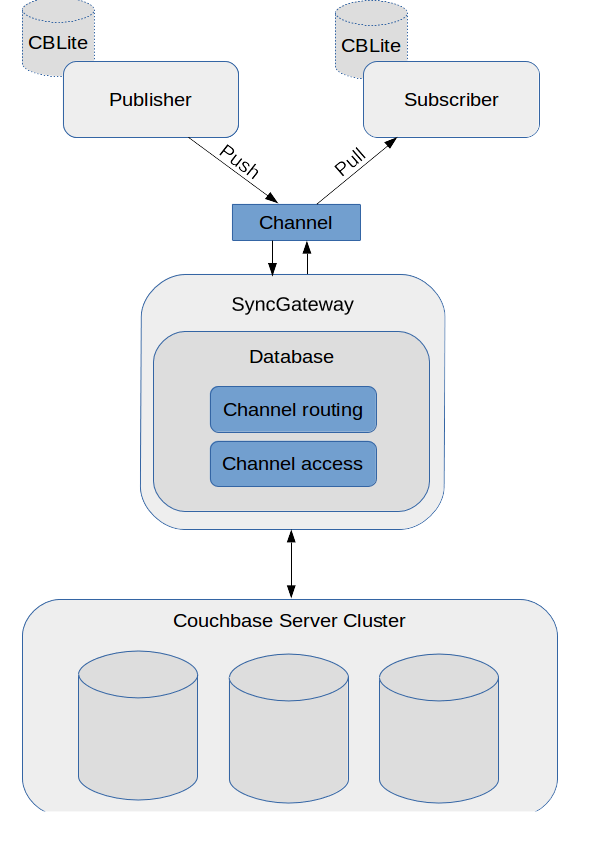 CBLite
CBLite
Publisher
Subscriber
Push
Pull
Channel
SyncGateway
Database
Channel routing
Channel access
Couchbase Server Cluster